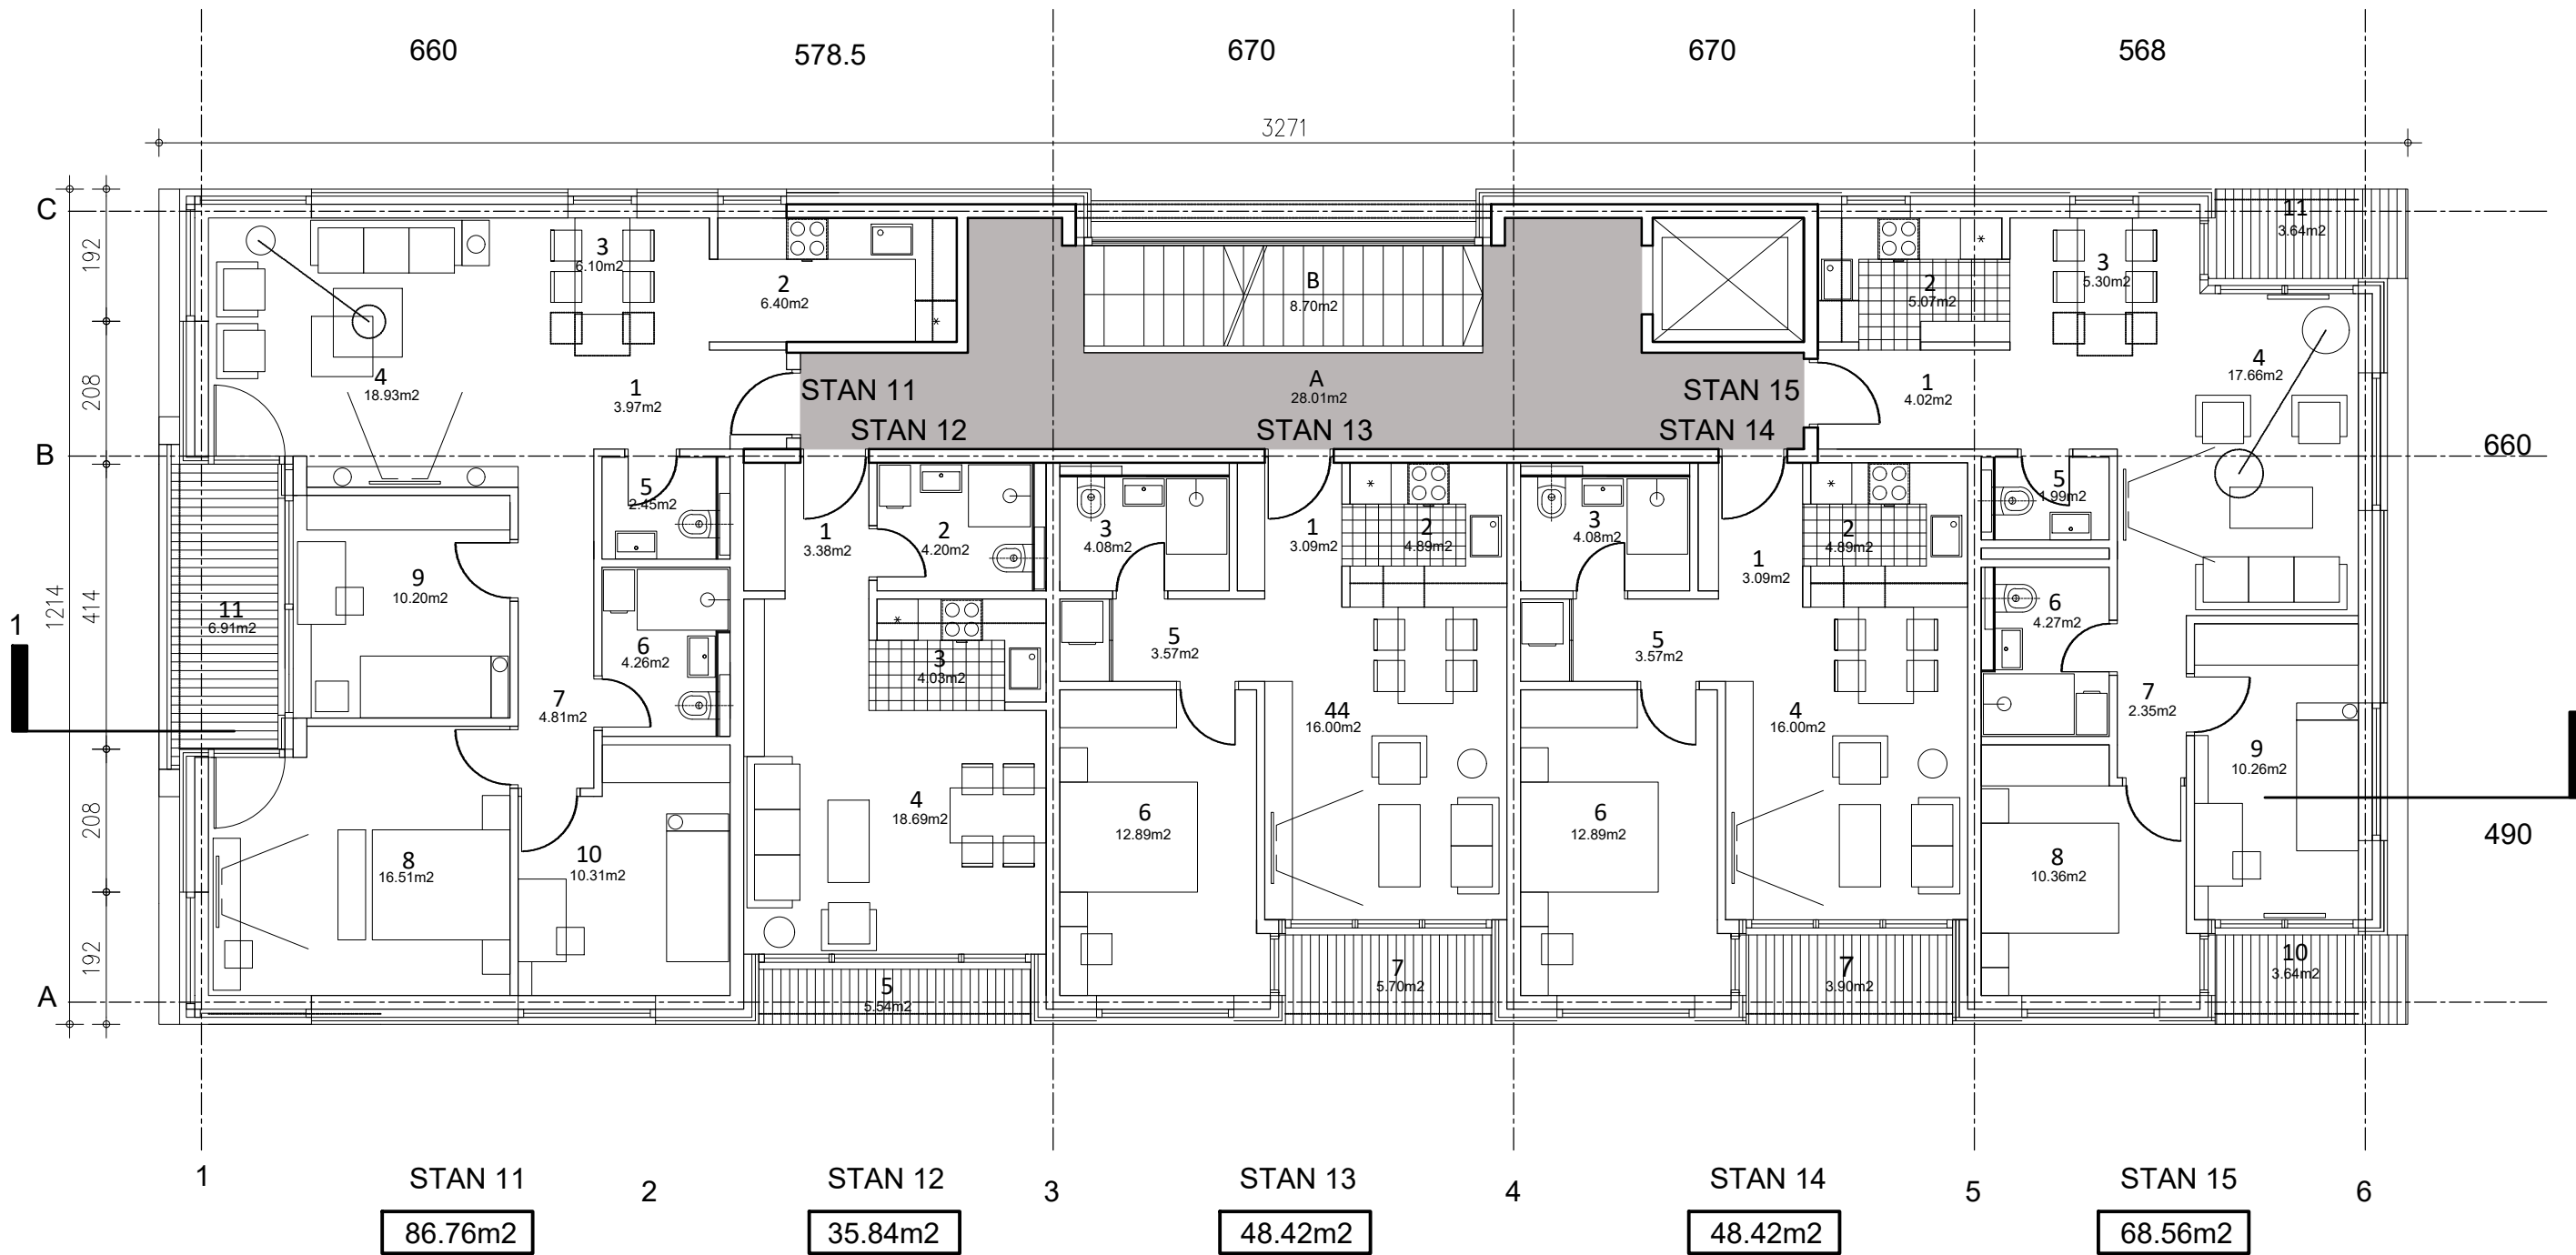 660
578.5
670
670
568
3271
C
B
A
192
208
414
208
192
1214
1
3
6.10m2
2
6.40m2
4
18.93m2
1
3.97m2
STAN 11
STAN 12
A
28.01m2
STAN 13
B
8.70m2
STAN 15
STAN 14
2
5.07m2
3
5.30m2
11
3.64m2
4
17.66m2
1
4.02m2
660
490
5
2.45m2
9
10.20m2
11
6.91m2
6
4.26m2
7
4.81m2
8
16.51m2
10
10.31m2
1
3.38m2
2
4.20m2
3
4.03m2
4
18.69m2
5
5.54m2
3
4.08m2
1
3.09m2
2
4.89m2
5
3.57m2
44
16.00m2
6
12.89m2
7
5.70m2
3
4.08m2
1
3.09m2
2
4.89m2
5
3.57m2
4
16.00m2
6
12.89m2
7
3.90m2
5
1.99m2
6
4.27m2
7
2.35m2
9
10.26m2
8
10.36m2
10
3.64m2
1
STAN 11
2
STAN 12
3
STAN 13
4
STAN 14
5
STAN 15
6
86.76m2
35.84m2
48.42m2
48.42m2
68.56m2